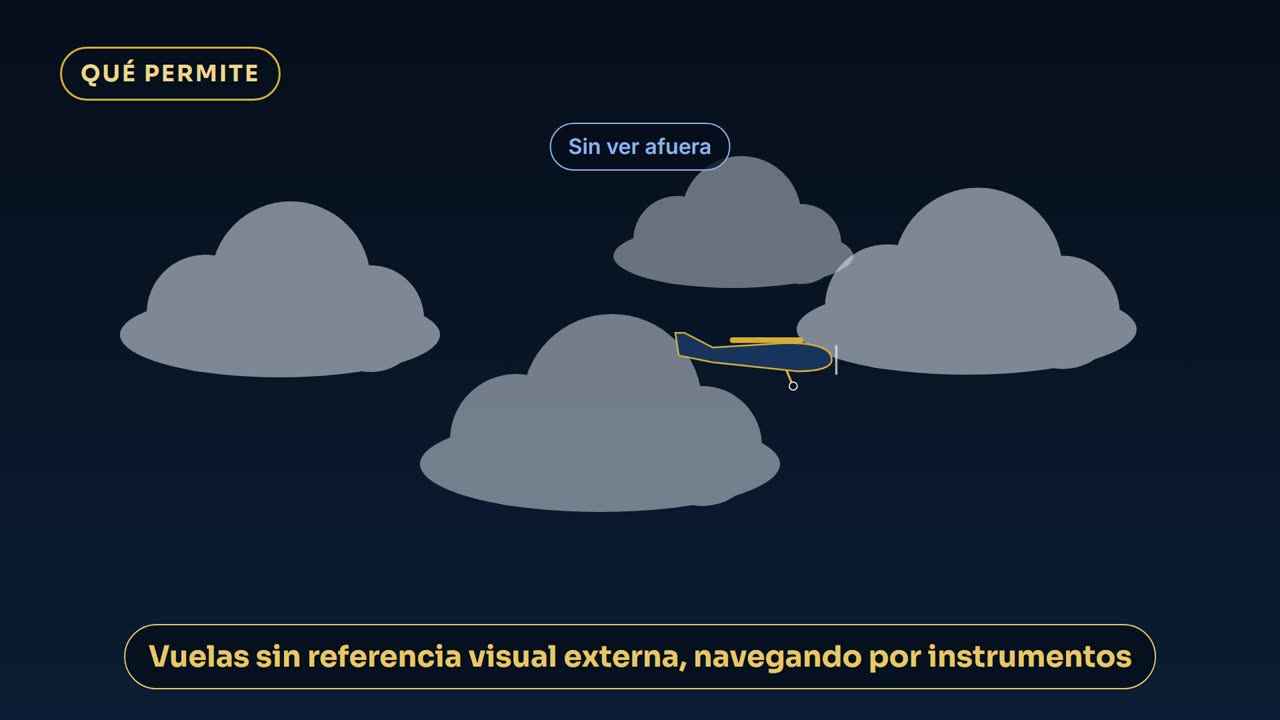 QUÉ PERMITE
Sin ver afuera
Vuelas sin referencia visual externa, navegando por instrumentos